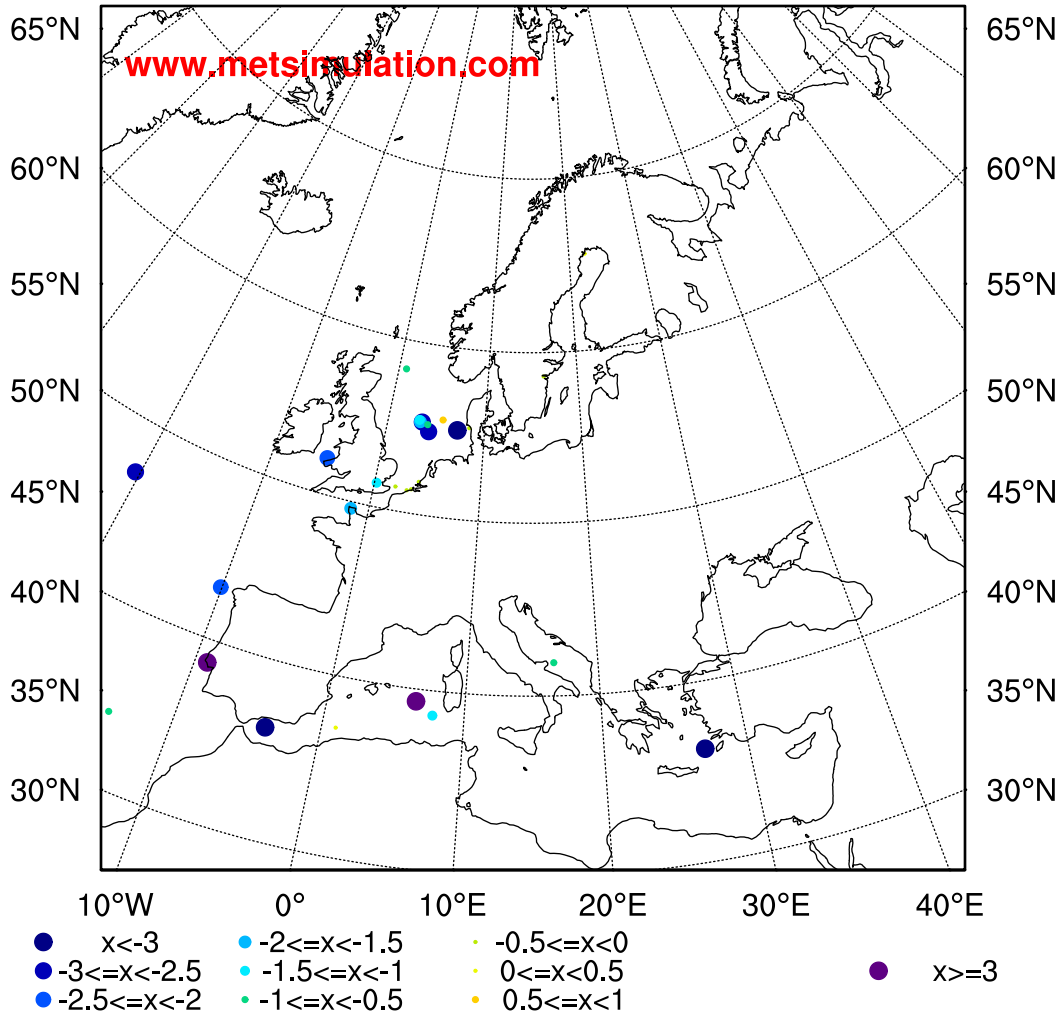 65°N 65°N
www.metsimulation.com
60°N 60°N
55°N 55°N
50°N 50°N
45°N 45°N
40°N 40°N
35°N 35°N
30°N 30°N
10°W 0° 10°E 20°E 30°E 40°E
x<-3 -2<=x<-1.5 -0.5<=x<0
-3<=x<-2.5 -1.5<=x<-1 0<=x<0.5 x>=3
-2.5<=x<-2 -1<=x<-0.5 0.5<=x<1